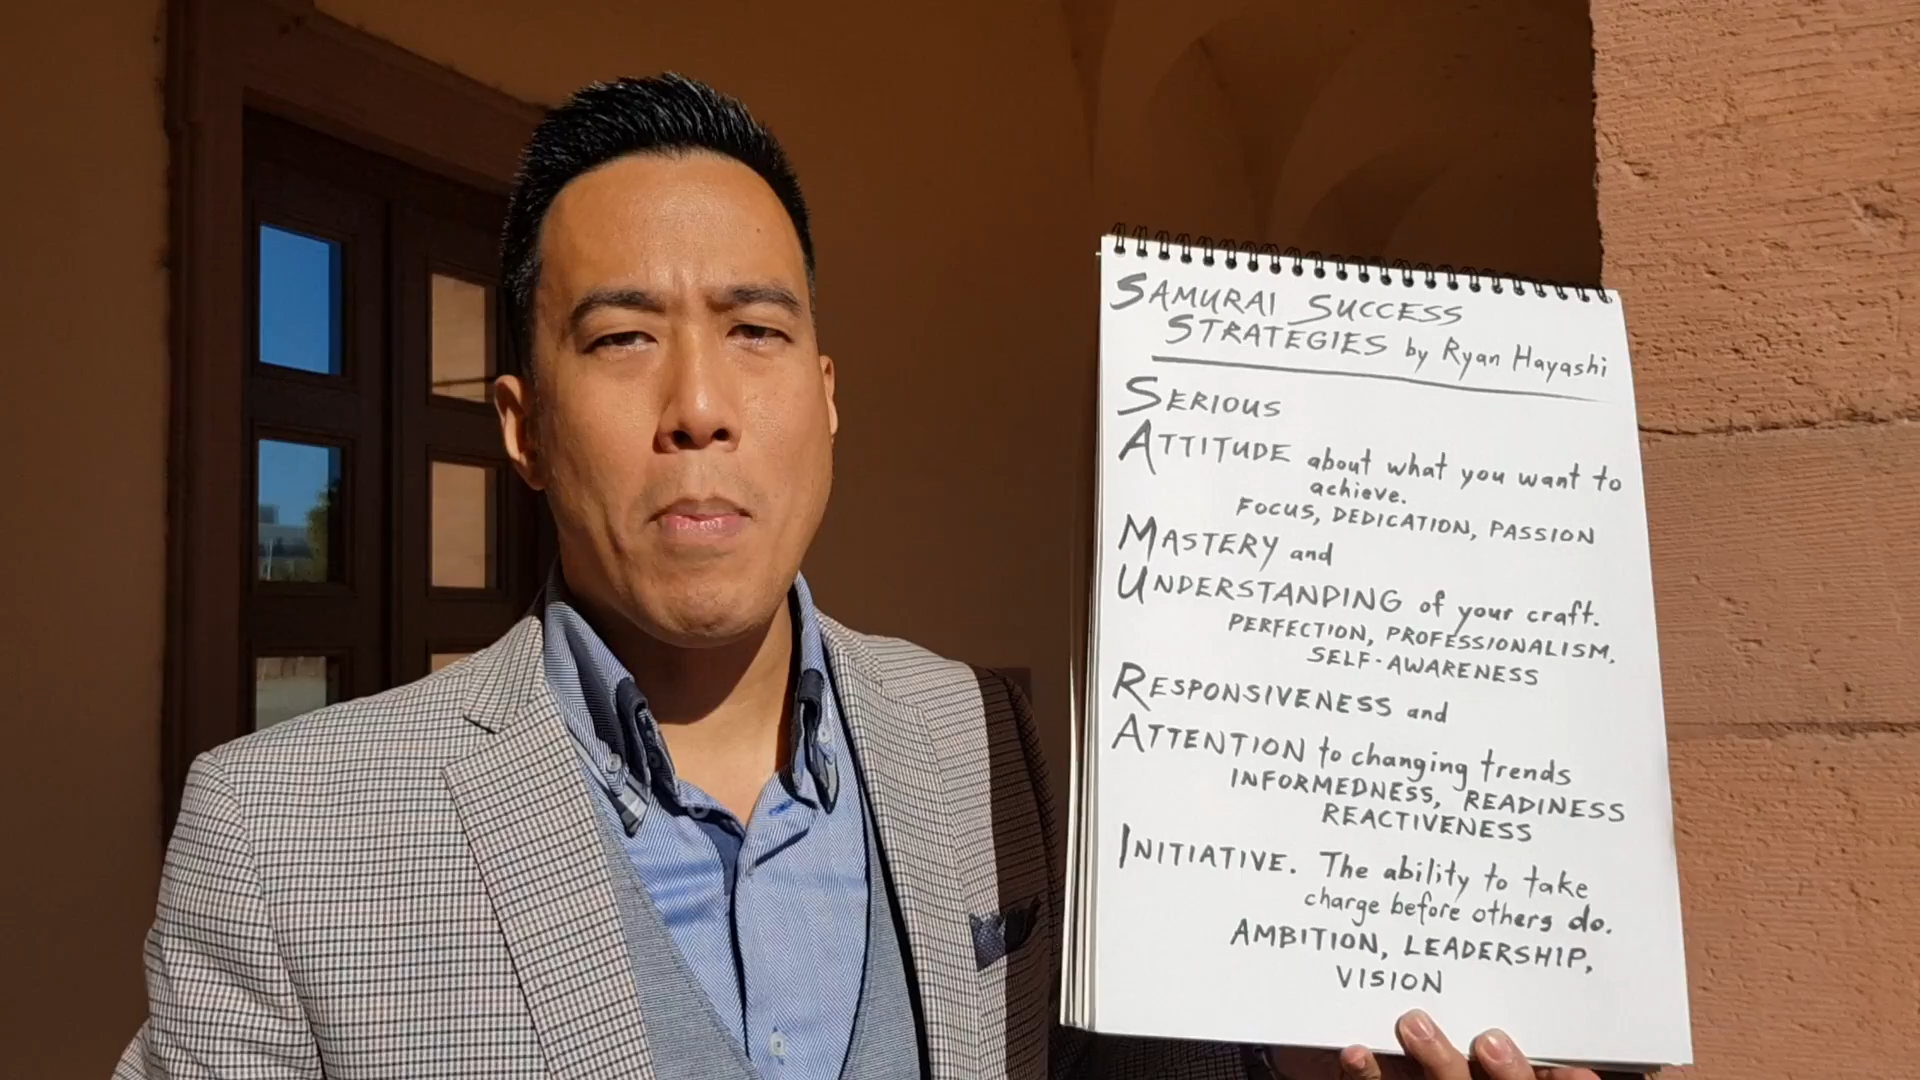 SAMURAI SUCCESS
STRATEGIES by Ryan Hayashi
SERIOUS
ATTITUDE about what you want to
achieve.
FOCUS, DEDICATION, PASSION
MASTERY and
UNDERSTANDING of your craft.
PERFECTION, PROFESSIONALISM,
SELF-AWARENESS
RESPONSIVENESS and
ATTENTION to changing trends
INFORMEDNESS, READINESS
REACTIVENESS
INITIATIVE. The ability to take
charge before others do.
AMBITION, LEADERSHIP,
VISION